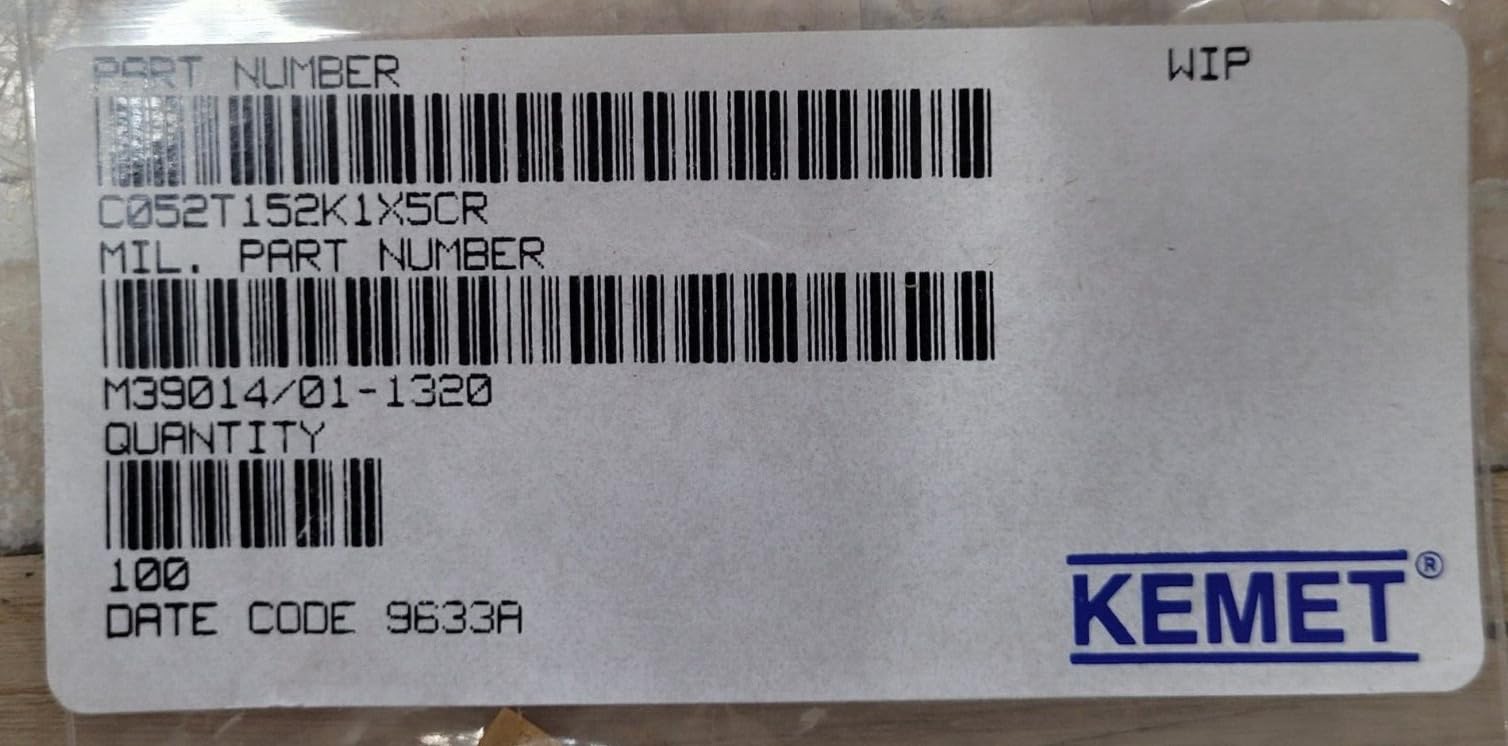 PART NUMBER
WIP
C052T152K1X5CR
MIL. PART NUMBER
M39014/01-1320
QUANTITY
100
DATE CODE 9633A
KEMET®